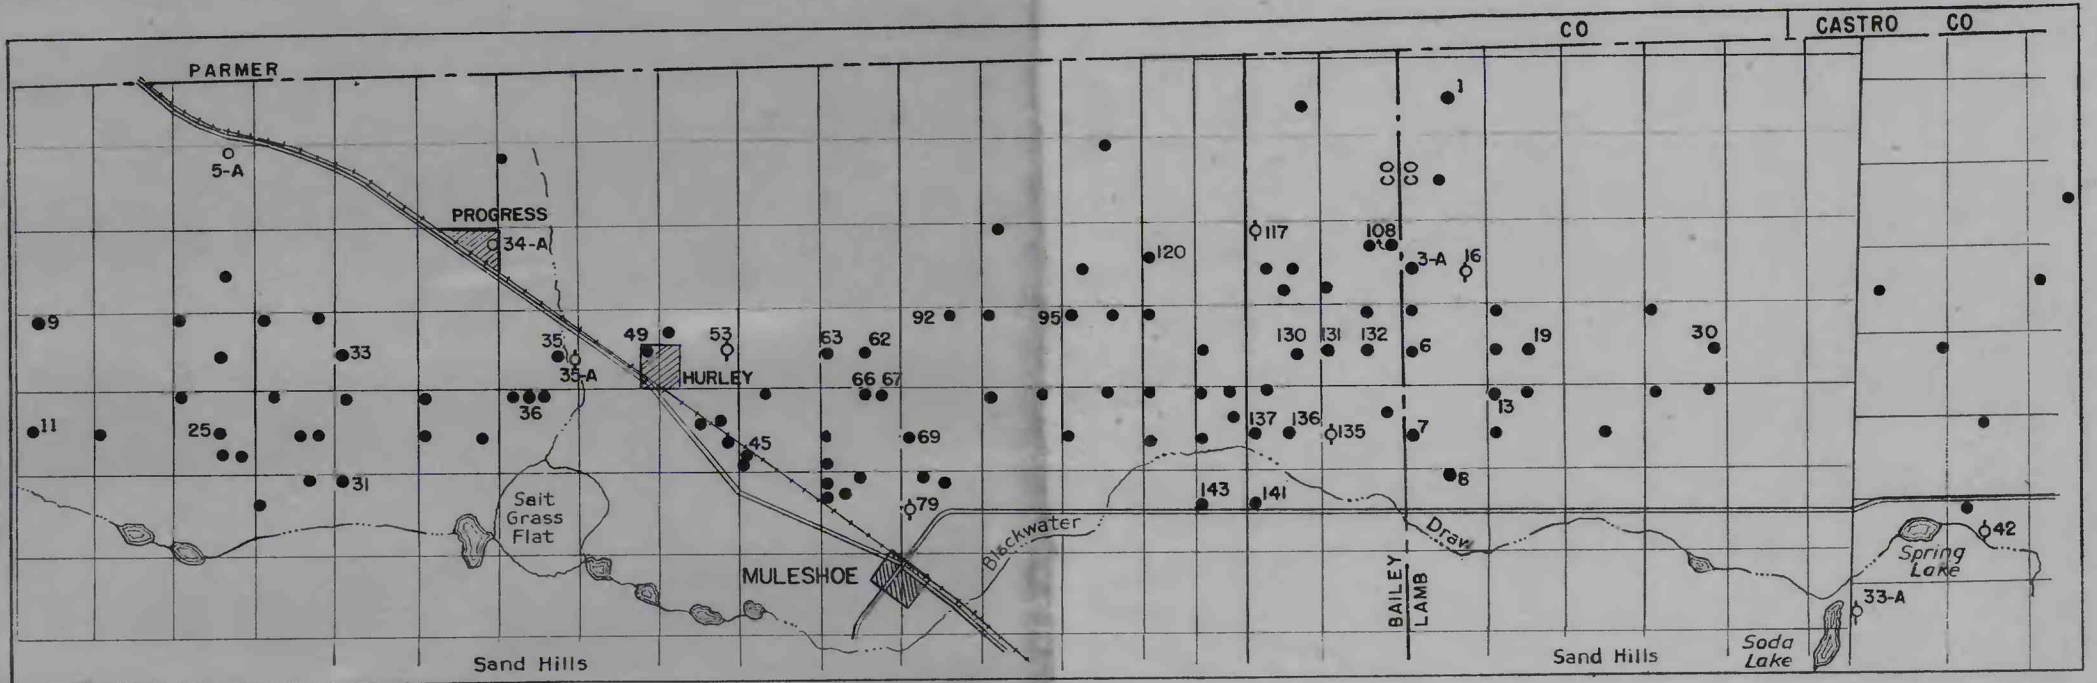 PARMER
CO
CASTRO CO
1
5-A
CO
CO
PROGRESS
34-A
117
108
3-A
16
120
9
92
95
33
35
35-A
49
53
63
62
130
131
132
6
19
30
HURLEY
66 67
36
13
11
25
45
69
137
136
135
7
31
8
143
141
79
Salt
Grass
Flat
Blackwater
Draw
42
Spring
Lake
MULESHOE
BAILEY
LAMB
33-A
Soda
Lake
Sand Hills
Sand Hills